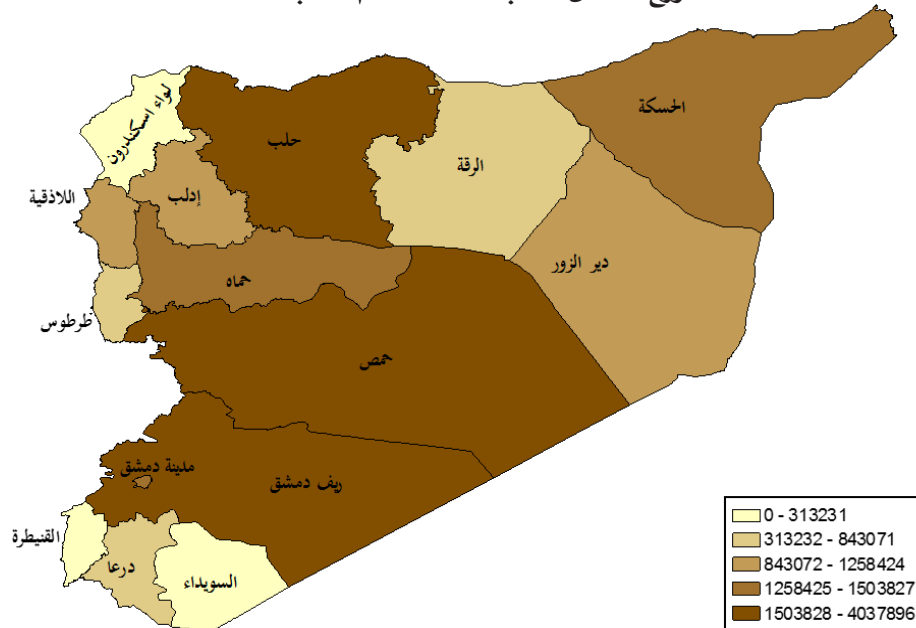 لواء اسكندرون
حلب
الرقة
الحسكة
اللاذقية
إدلب
دير الزور
حماه
طرطوس
حمص
مدينة دمشق
ريف دمشق
القنيطرة
درعا
السويداء
0 - 313231
313232 - 843071
843072 - 1258424
1258425 - 1503827
1503828 - 4037896